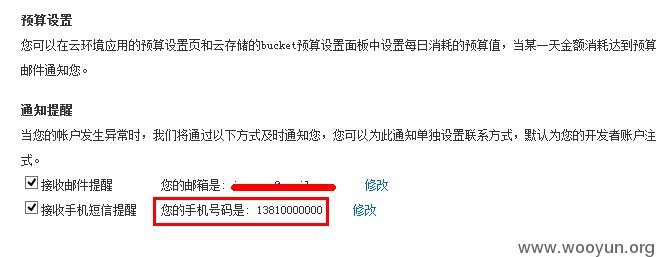 预算设置
您可以在云环境应用的预算设置页和云存储的bucket预算设置面板中设置每日消耗的预算值，当某一天金额消耗达到预算
邮件通知您。
通知提醒
当您的帐户发生异常时，我们将通过以下方式及时通知您，您可以为此通知单独设置联系方式，默认为您的开发者账户注
式。
接收邮件提醒 您的邮箱是： 修改
接收手机短信提醒 您的手机号码是：13810000000 修改
www.wooyun.org